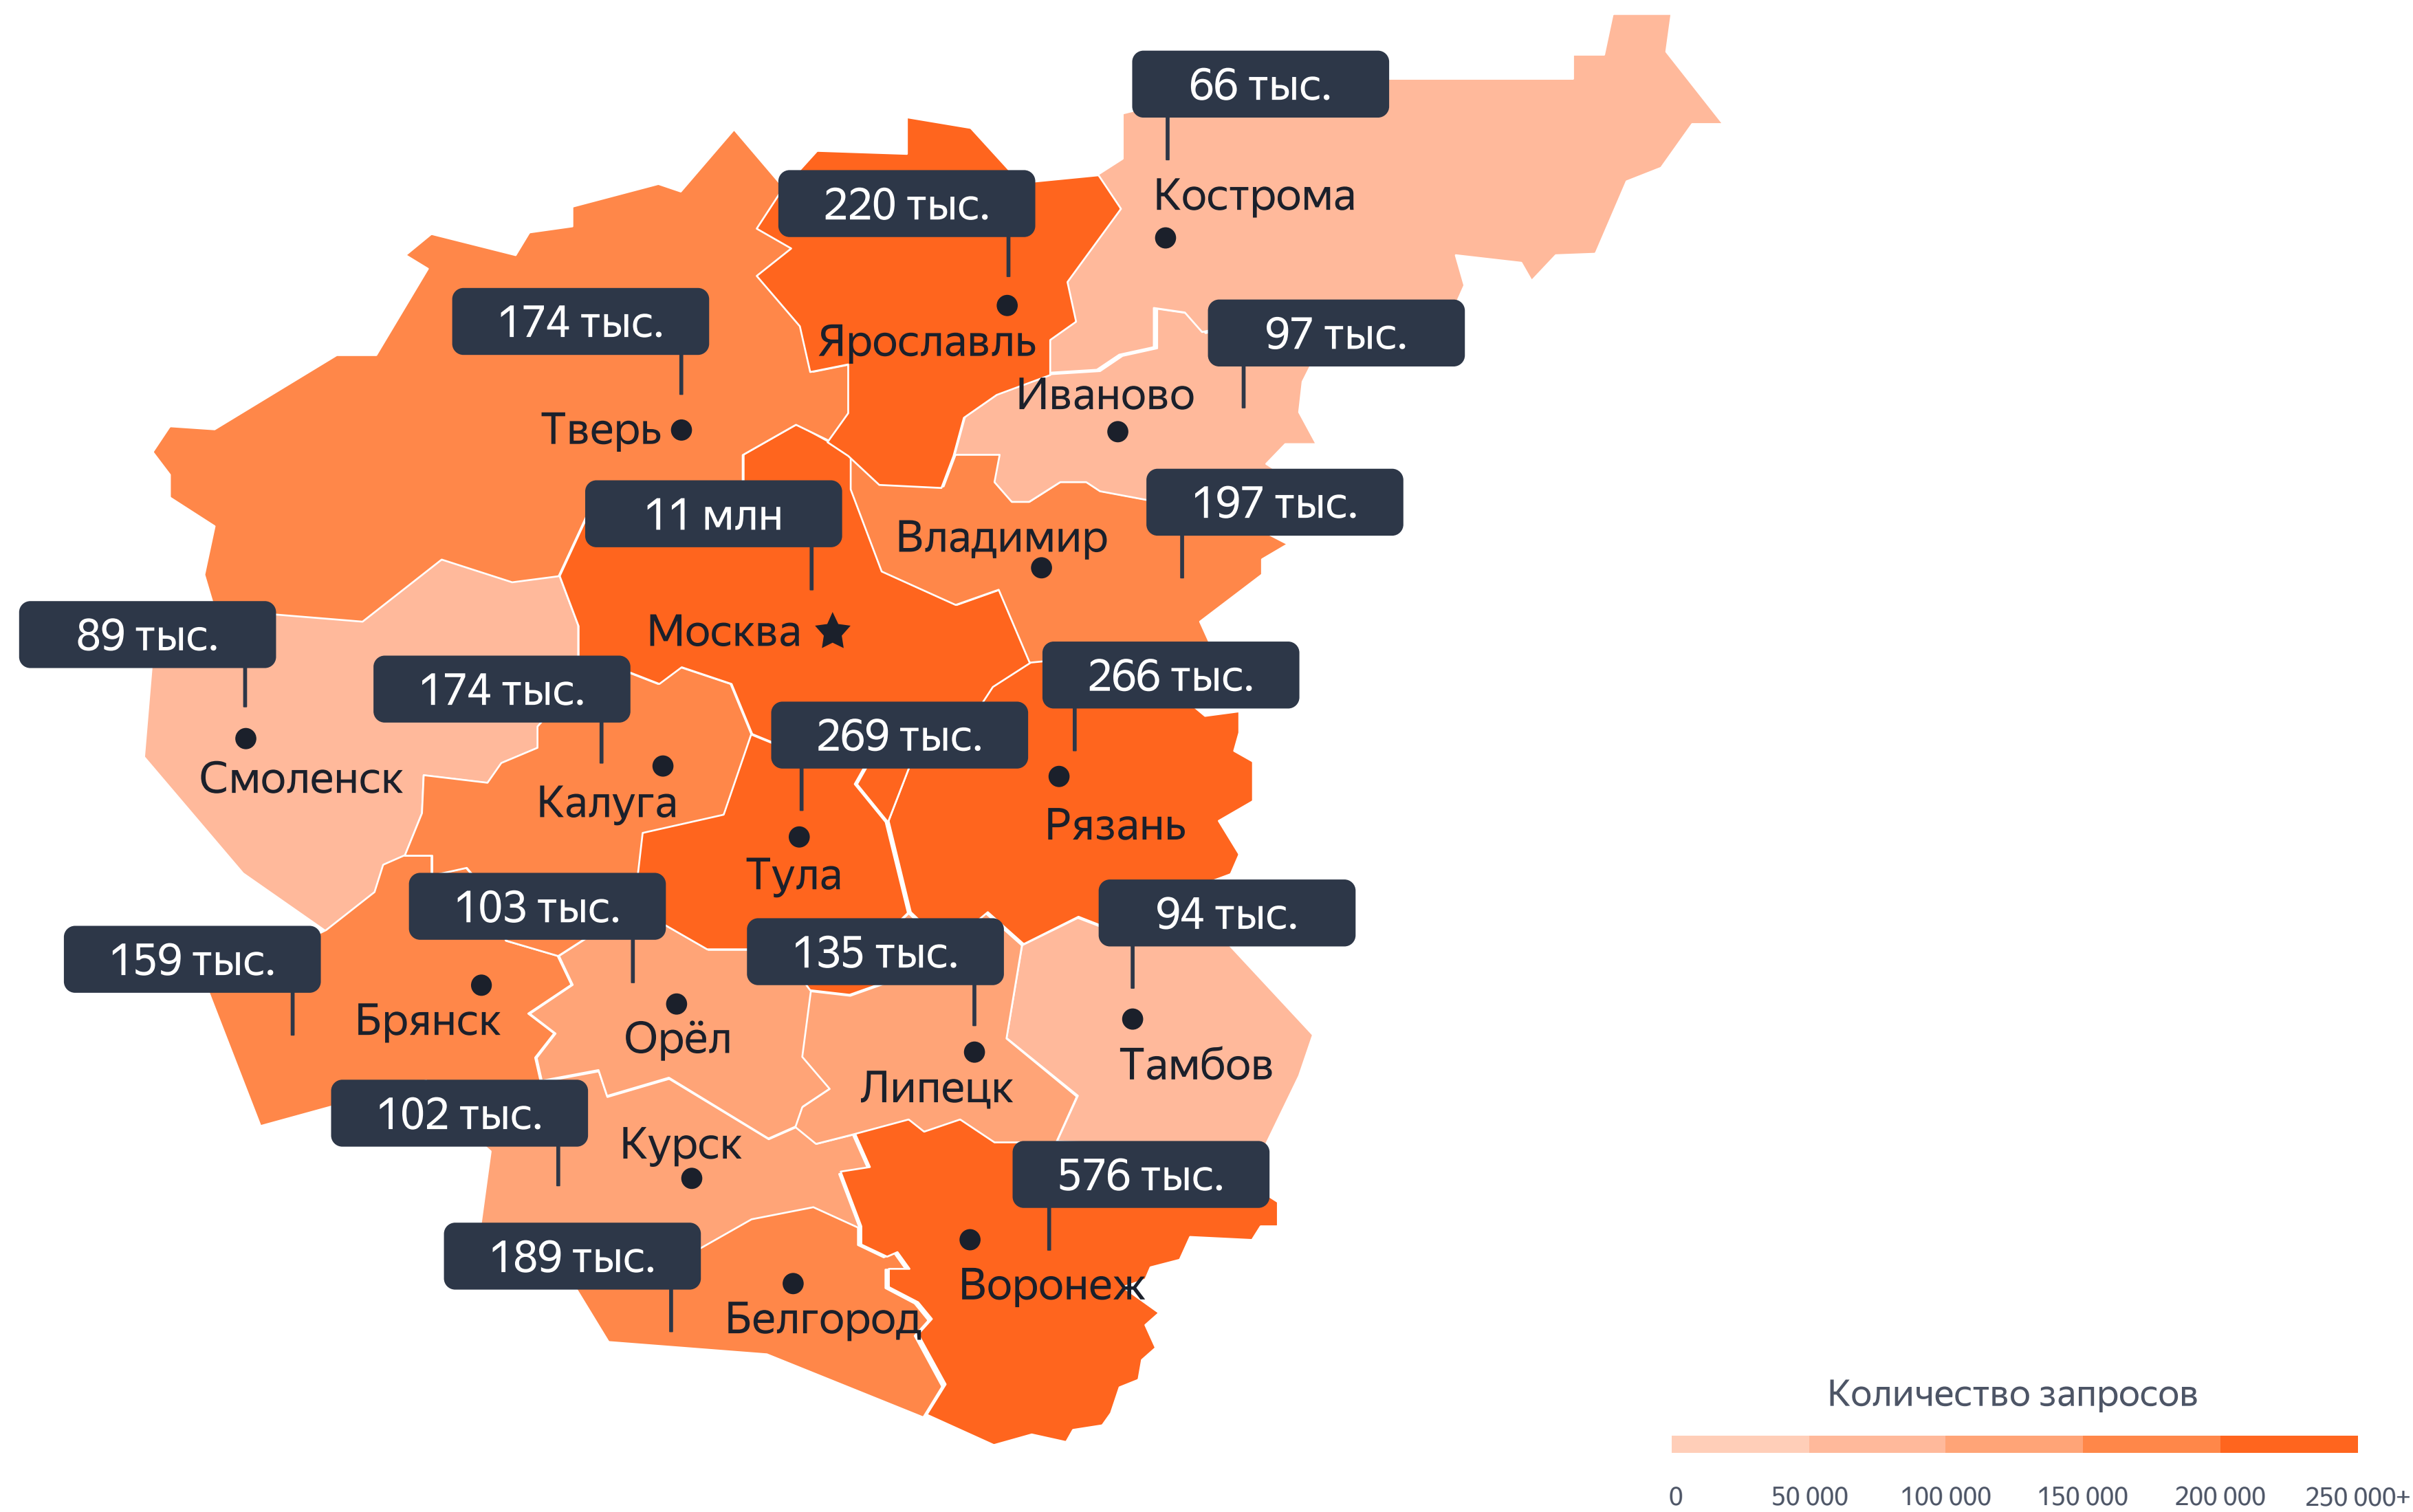 66 тыс.
Кострома
220 тыс.
Ярославль
174 тыс.
Тверь
97 тыс.
Иваново
11 млн
Москва
197 тыс.
Владимир
89 тыс.
Смоленск
174 тыс.
Калуга
269 тыс.
Тула
266 тыс.
Рязань
159 тыс.
Брянск
103 тыс.
Орёл
135 тыс.
Липецк
94 тыс.
Тамбов
102 тыс.
Курск
576 тыс.
Воронеж
189 тыс.
Белгород
Количество запросов
0 50 000 100 000 150 000 200 000 250 000+